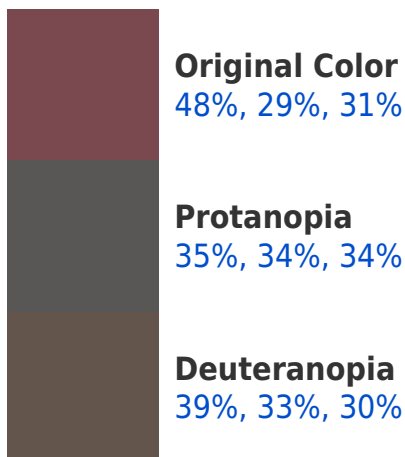 Original Color
48%, 29%, 31%
Protanopia
35%, 34%, 34%
Deuteranopia
39%, 33%, 30%